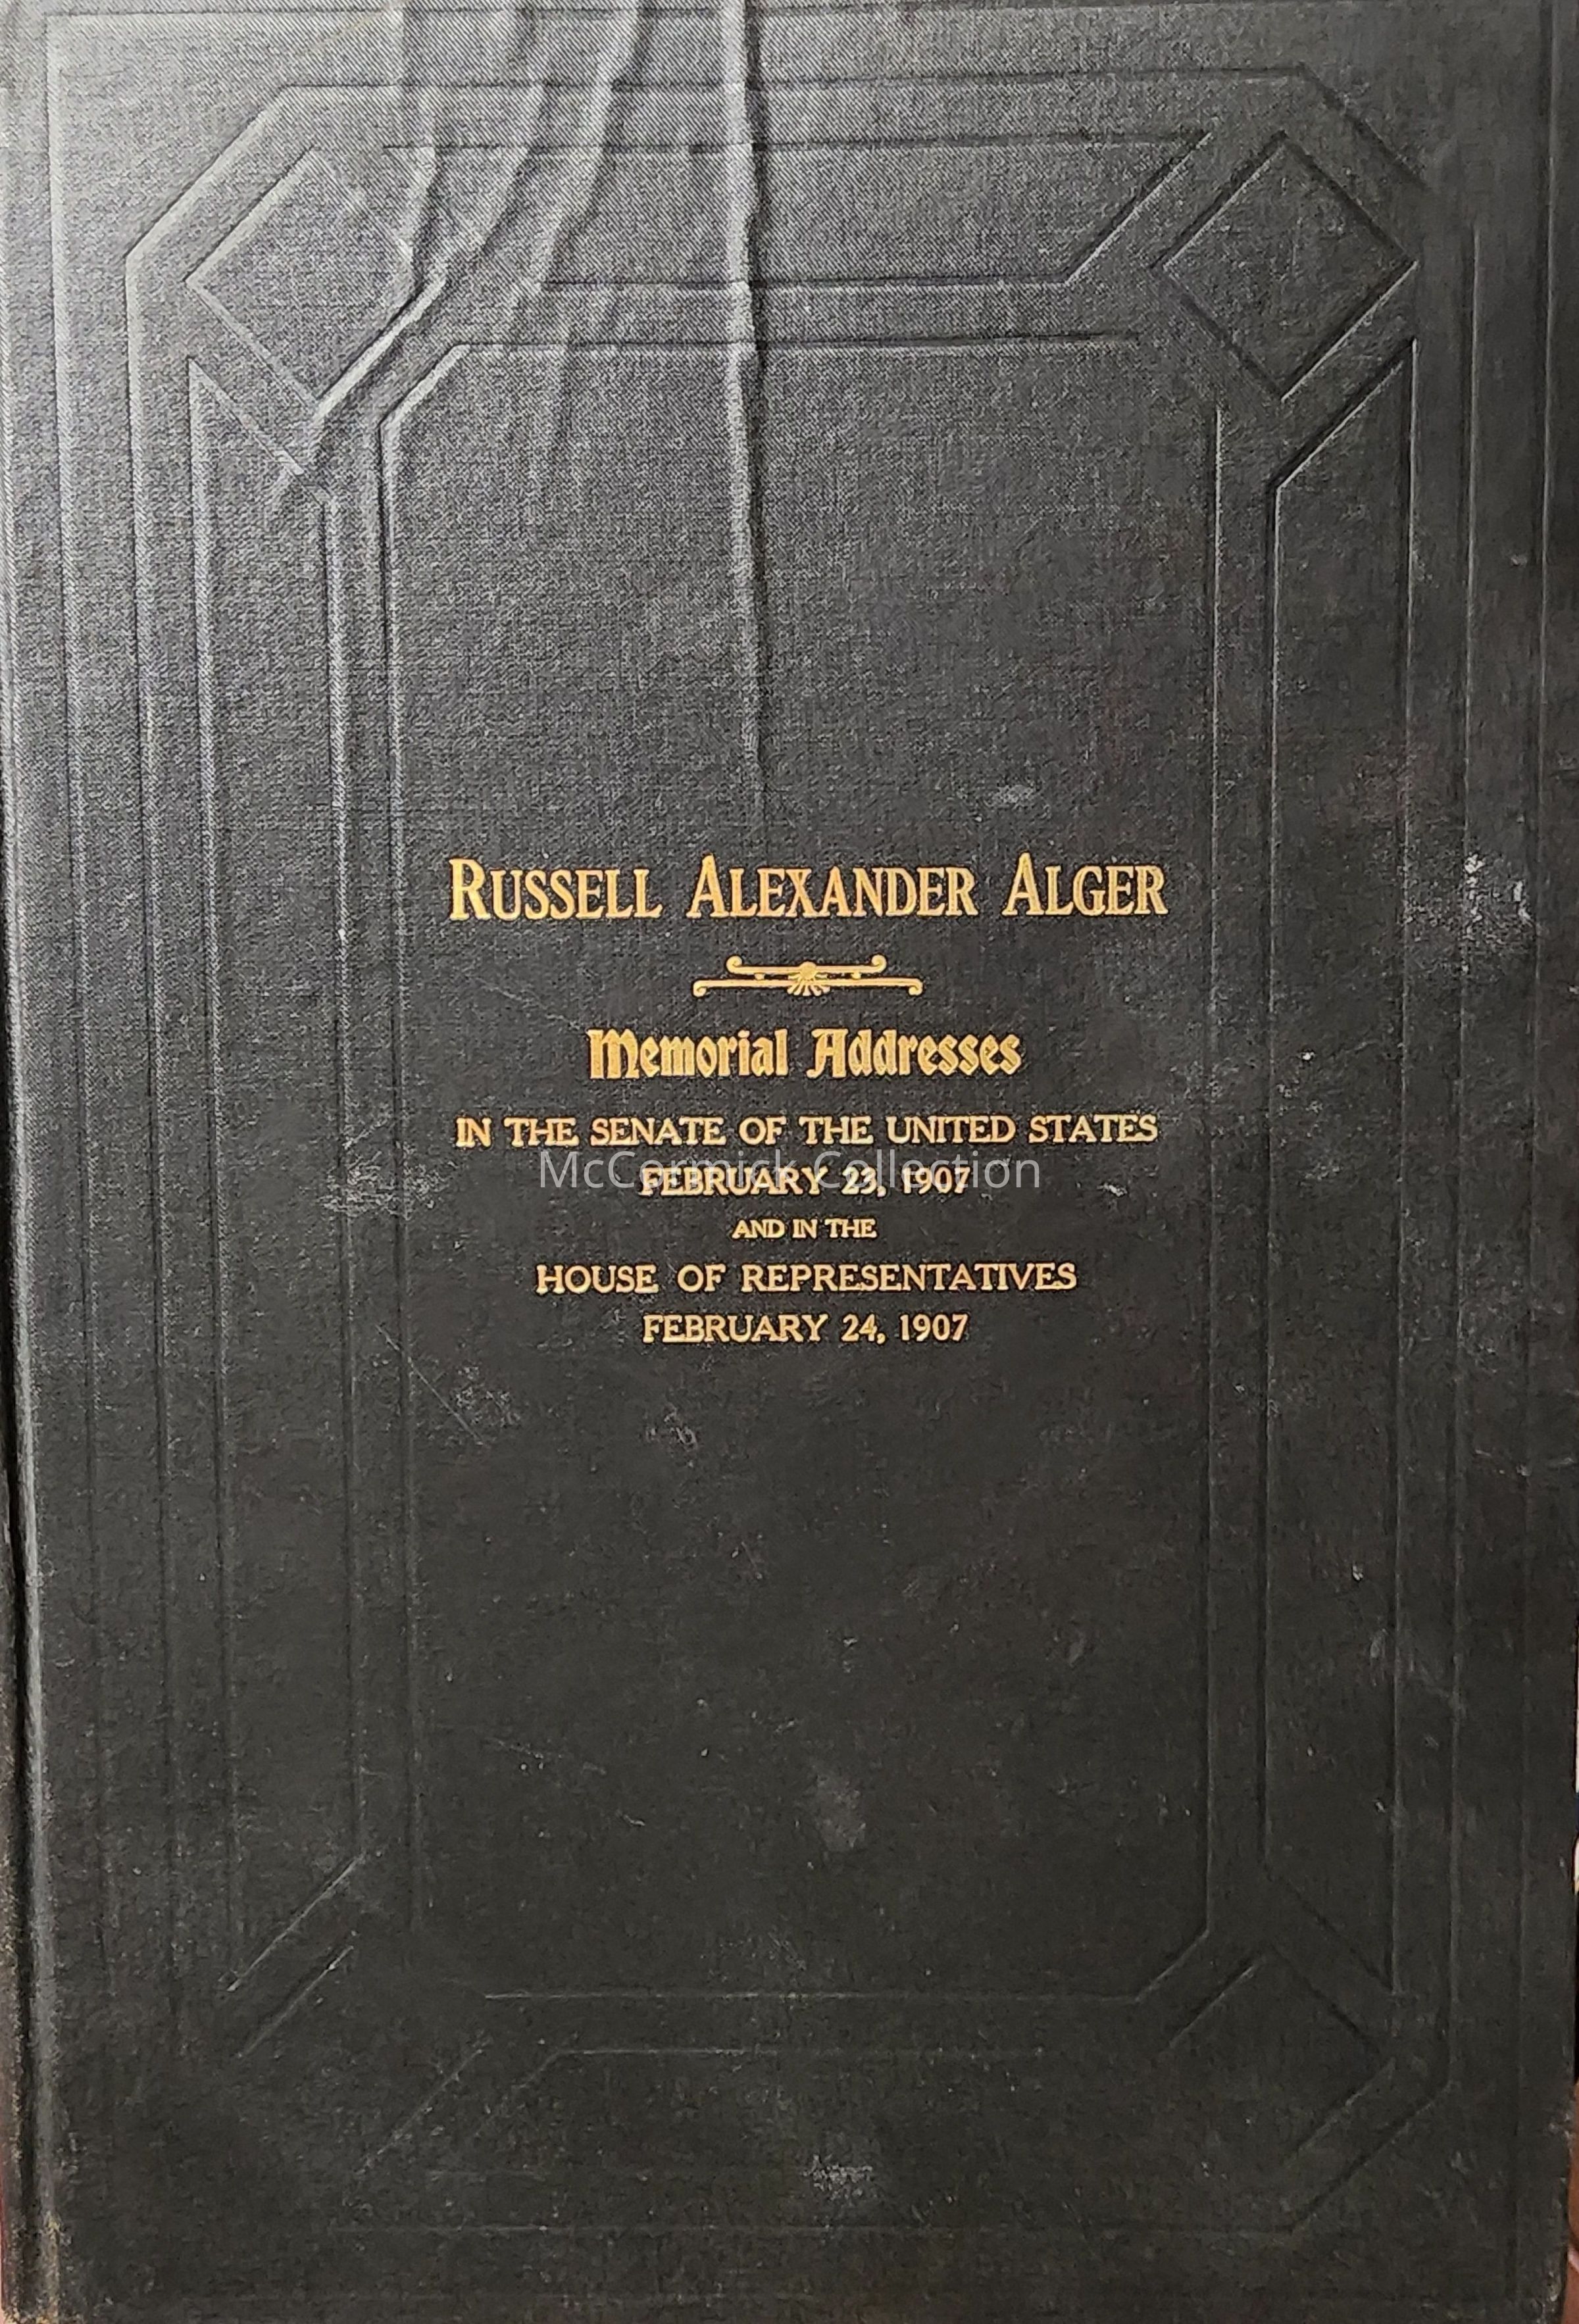 RUSSELL ALEXANDER ALGER
Memorial Addresses
IN THE SENATE OF THE UNITED STATES
FEBRUARY 23, 1907
McCormick Collection
AND IN THE
HOUSE OF REPRESENTATIVES
FEBRUARY 24, 1907